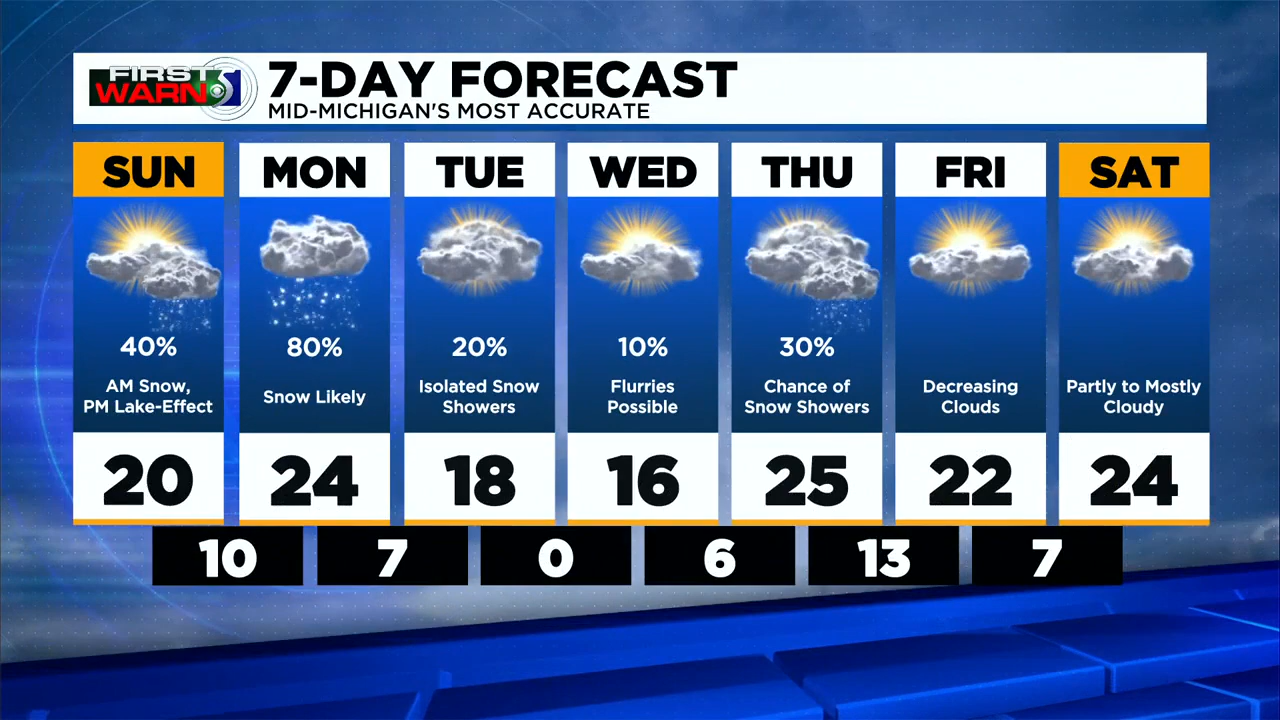 FIRST
WARN 5
7-DAY FORECAST
MID-MICHIGAN'S MOST ACCURATE
SUN
40%
AM Snow,
PM Lake-Effect
20
MON
80%
Snow Likely
24
TUE
20%
Isolated Snow
Showers
18
WED
10%
Flurries
Possible
16
THU
30%
Chance of
Snow Showers
25
FRI
Decreasing
Clouds
22
SAT
Partly to Mostly
Cloudy
24
10
7
0
6
13
7